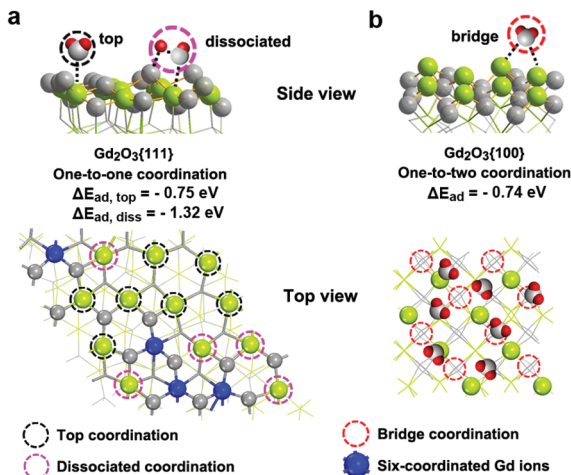 a
top
dissociated
b
bridge
Side view
Gd₂O₃{111}
One-to-one coordination
ΔEad, top = - 0.75 eV
ΔEad, diss = - 1.32 eV
Gd₂O₃{100}
One-to-two coordination
ΔEad = - 0.74 eV
Top view
Top coordination
Dissociated coordination
Bridge coordination
Six-coordinated Gd ions